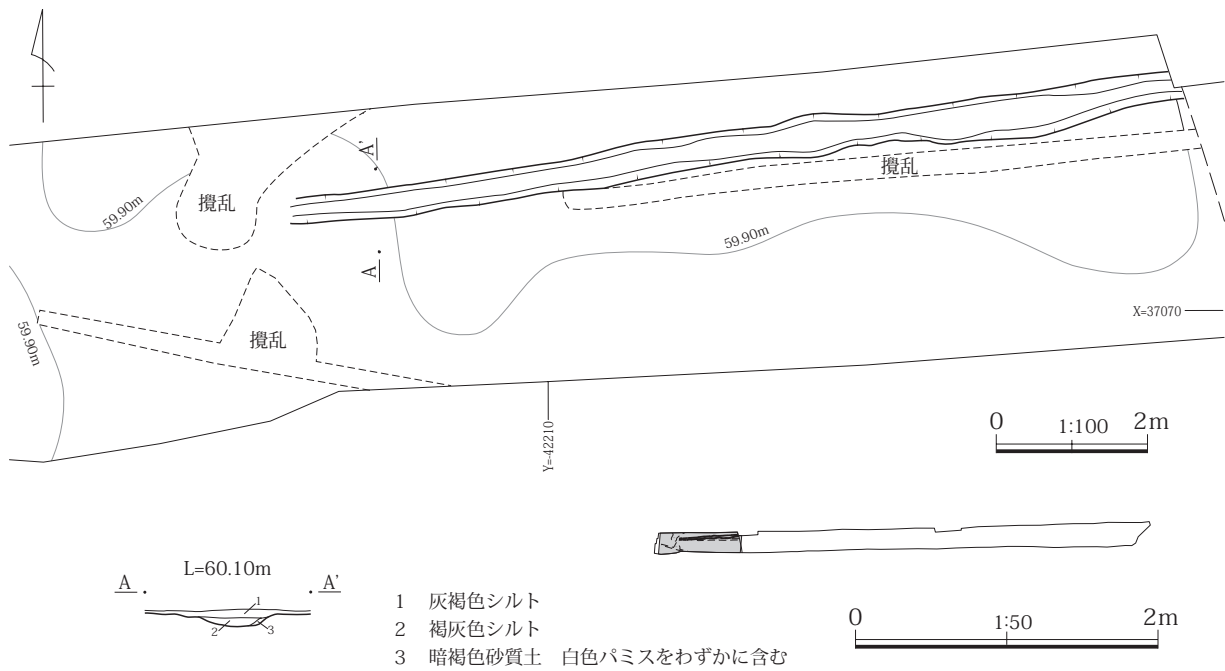 A'
攪乱
59.90m
攪乱
59.90m
A
X=37070
59.90m
攪乱
Y=-42210
0 1:100 2m
L=60.10m
A A'
1
2 3
1 灰褐色シルト
2 褐灰色シルト
3 暗褐色砂質土 白色パミスをわずかに含む
0 1:50 2m